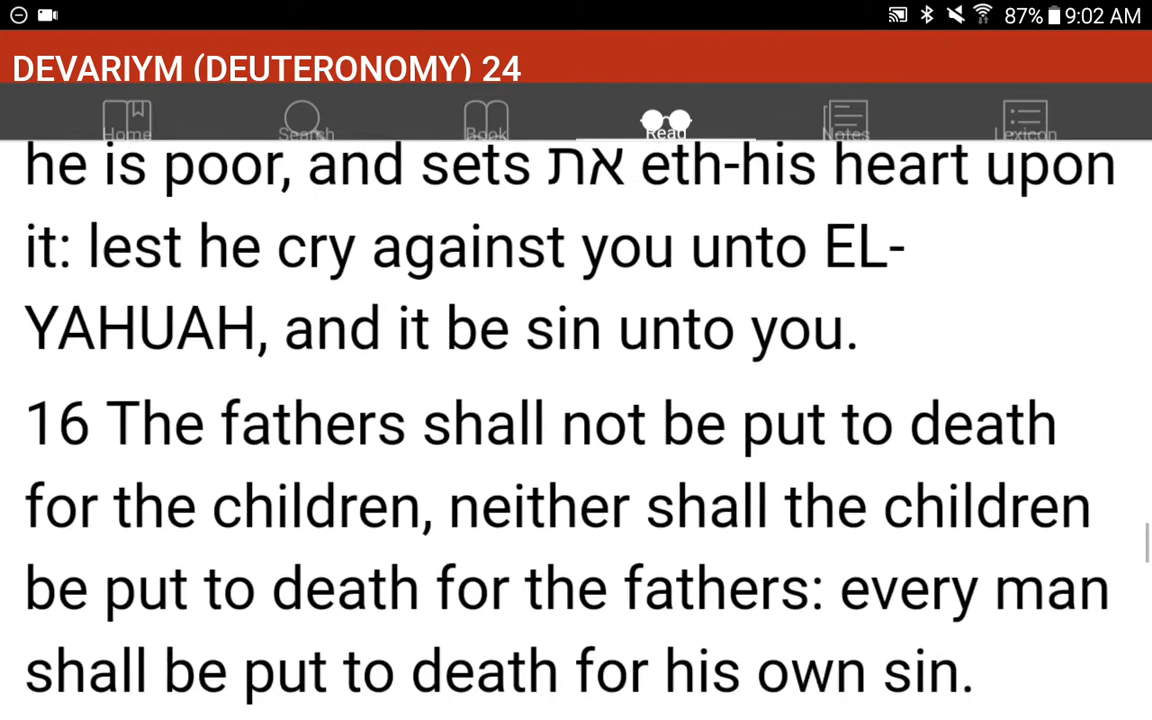 87% 9:02 AM
DEVARIYM (DEUTERONOMY) 24
Home Search Book Read Notes Lexicon
he is poor, and sets את eth-his heart upon
it: lest he cry against you unto EL-
YAHUAH, and it be sin unto you.
16 The fathers shall not be put to death
for the children, neither shall the children
be put to death for the fathers: every man
shall be put to death for his own sin.